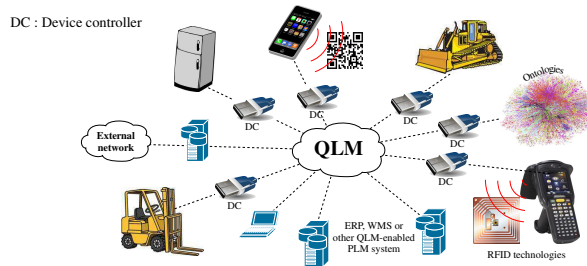 DC : Device controller
Ontologies
DC
DC
DC
DC
DC
External
network
QLM
DC
ERP, WMS or
other QLM-enabled
PLM system
RFID technologies